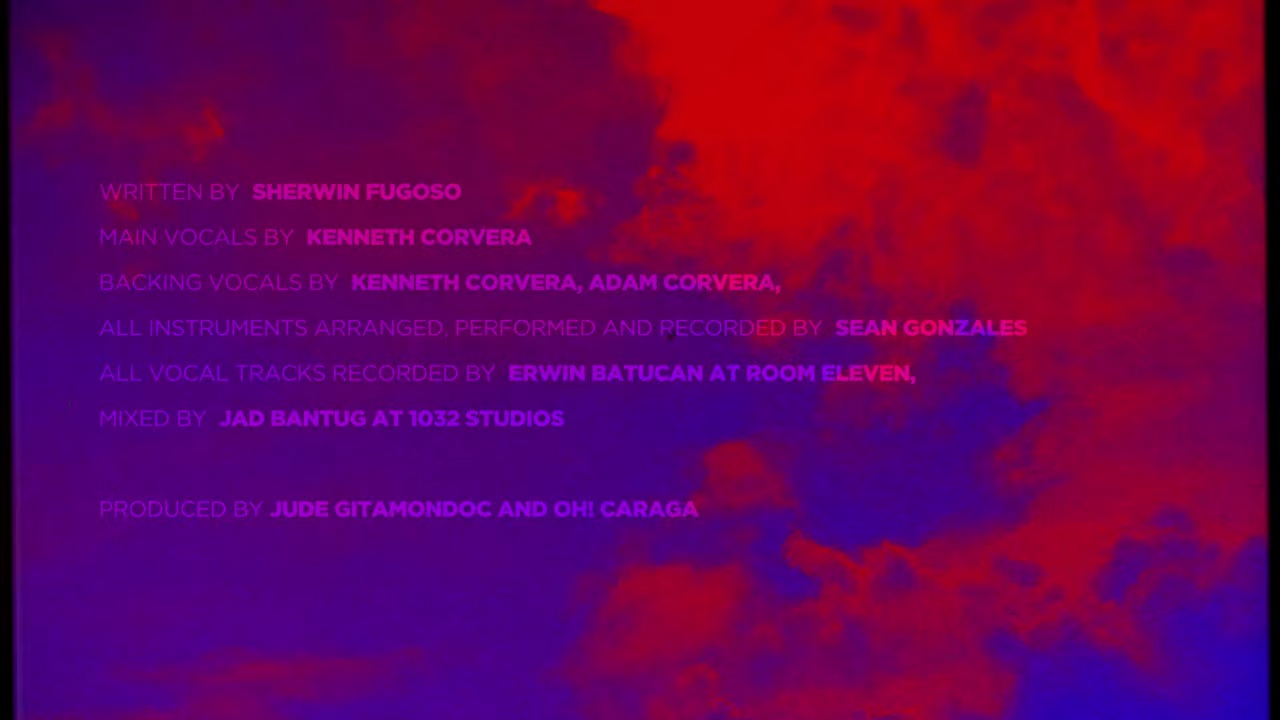 WRITTEN BY SHERWIN FUGOSO
MAIN VOCALS BY KENNETH CORVERA
BACKING VOCALS BY KENNETH CORVERA, ADAM CORVERA,
ALL INSTRUMENTS ARRANGED, PERFORMED AND RECORDED BY SEAN GONZALES
ALL VOCAL TRACKS RECORDED BY ERWIN BATUCAN AT ROOM ELEVEN,
MIXED BY JAD BANTUG AT 1032 STUDIOS
PRODUCED BY JUDE GITAMONDOC AND OH! CARAGA